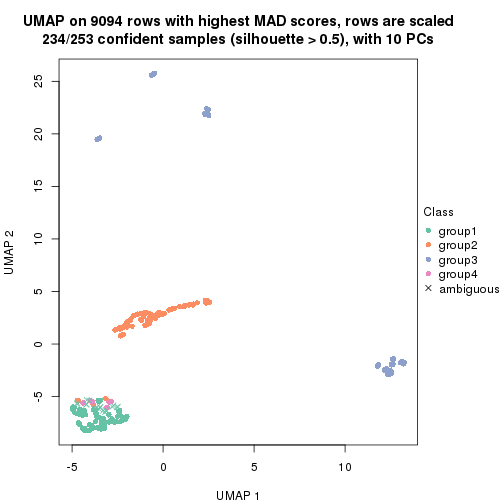 UMAP on 9094 rows with highest MAD scores, rows are scaled
234/253 confident samples (silhouette > 0.5), with 10 PCs
25
20
15
10
5
0
-5
UMAP 2
-5
0
5
10
UMAP 1
Class
group1
group2
group3
group4
ambiguous